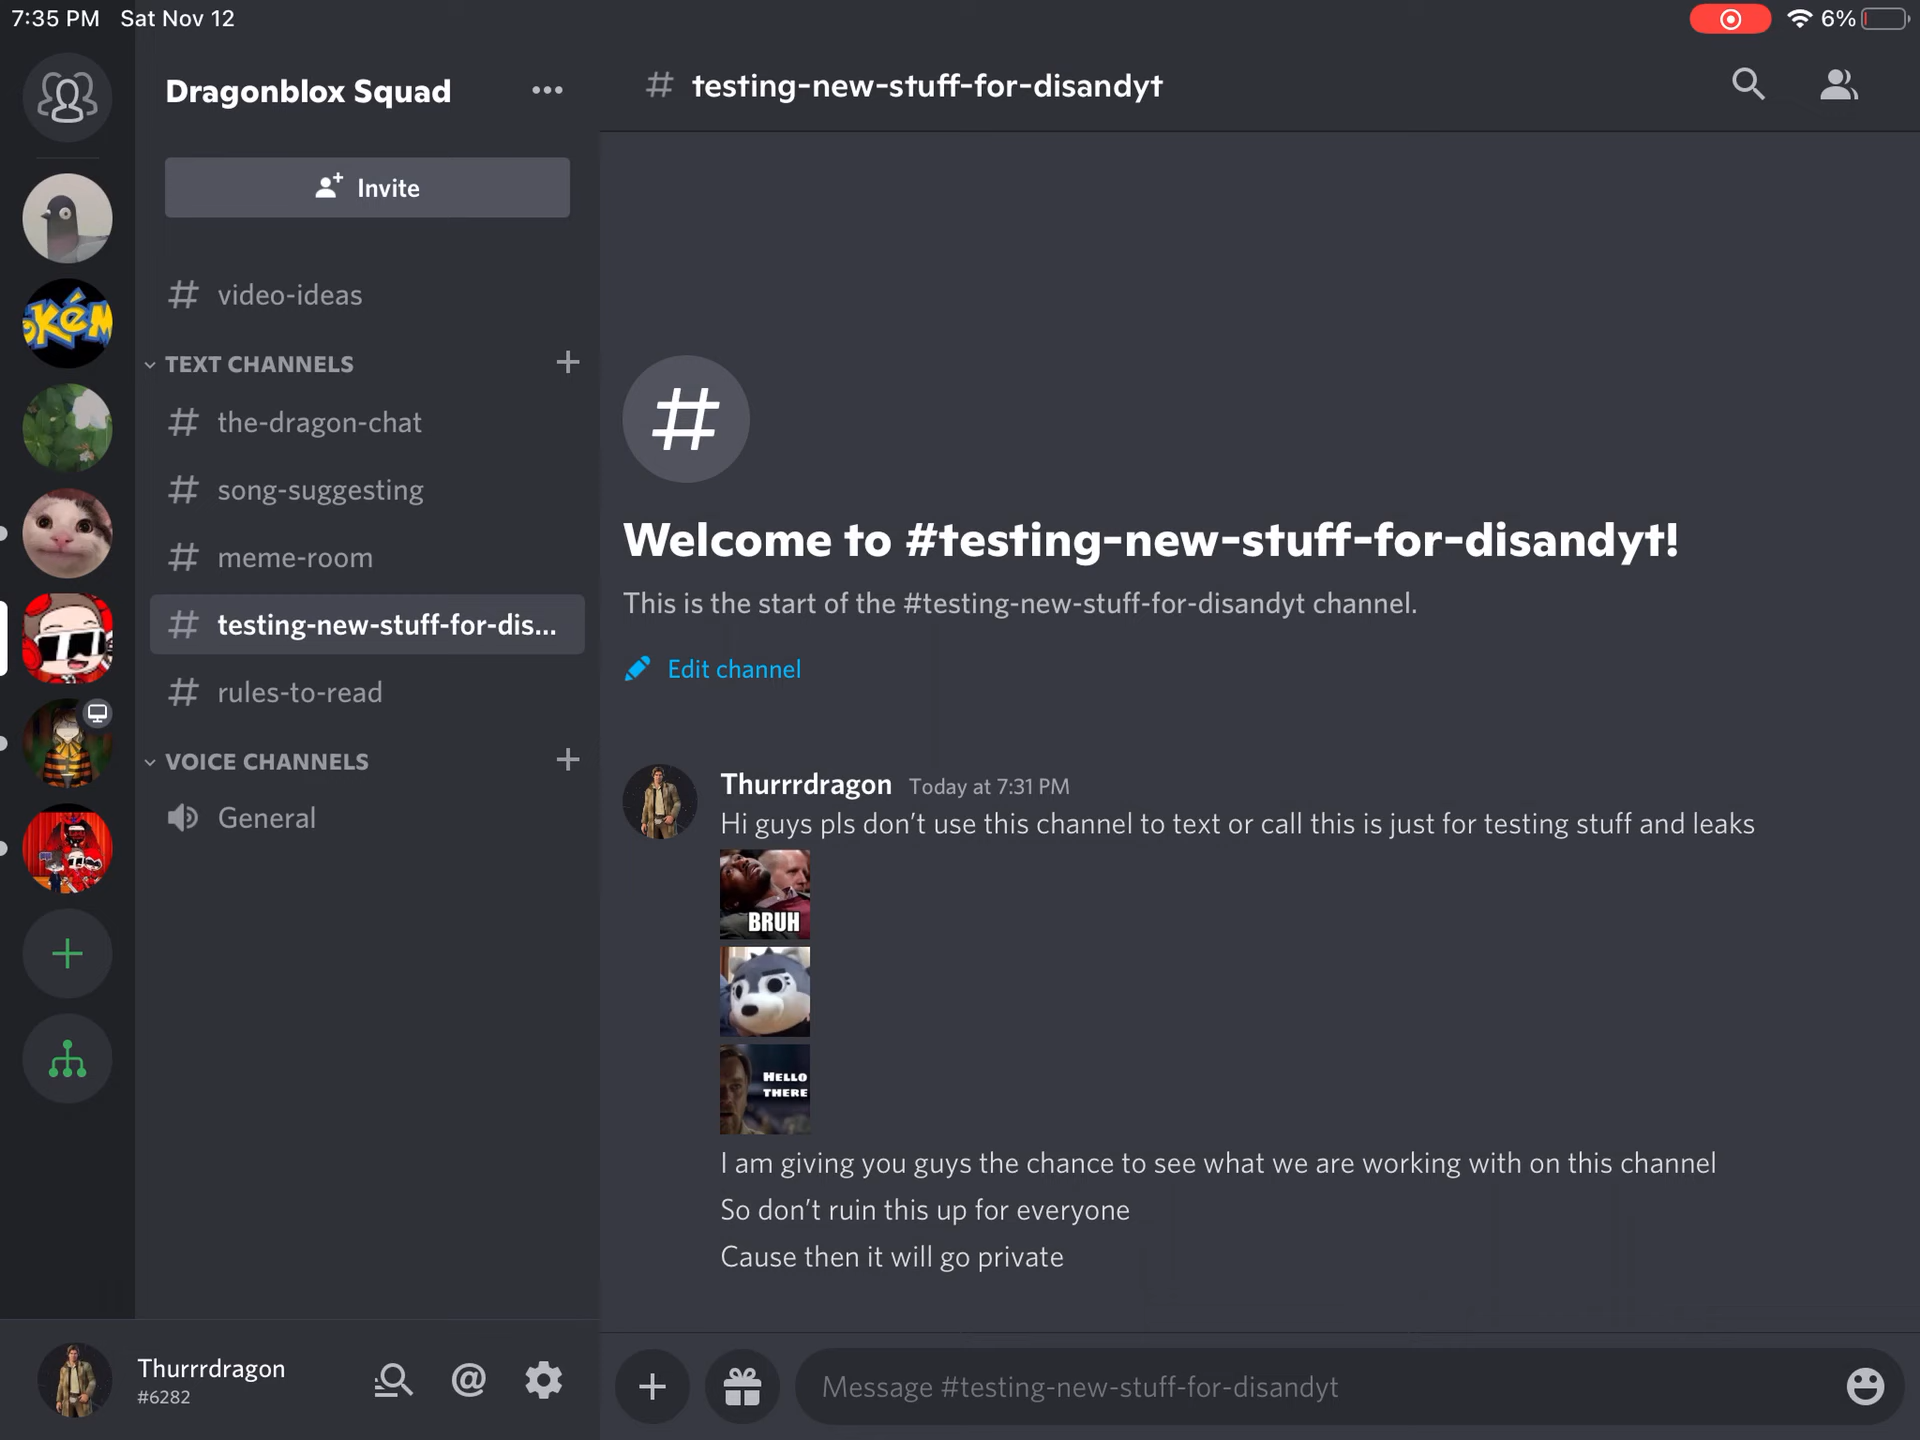 7:35 PM Sat Nov 12
6%
Dragonblox Squad
Invite
video-ideas
TEXT CHANNELS
the-dragon-chat
song-suggesting
meme-room
testing-new-stuff-for-dis...
rules-to-read
VOICE CHANNELS
General
Thurrrdragon
#6282
# testing-new-stuff-for-disandyt
Welcome to #testing-new-stuff-for-disandyt!
This is the start of the #testing-new-stuff-for-disandyt channel.
Edit channel
Thurrrdragon Today at 7:31 PM
Hi guys pls don’t use this channel to text or call this is just for testing stuff and leaks
BRUH
HELLO
THERE
I am giving you guys the chance to see what we are working with on this channel
So don’t ruin this up for everyone
Cause then it will go private
Message #testing-new-stuff-for-disandyt